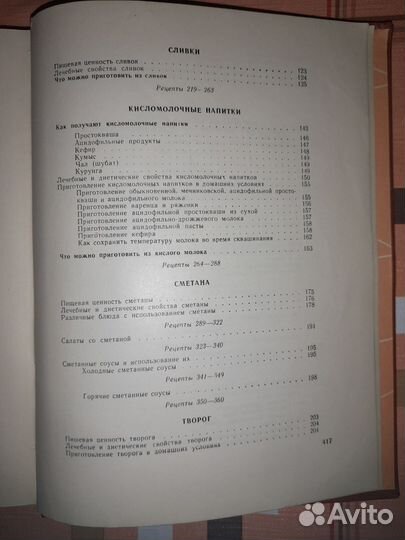 СЛИВКИ
Пищевая ценность сливок 123
Лечебные свойства сливок 124
Что можно приготовить из сливок 125
Рецепты 219—263
КИСЛОМОЛОЧНЫЕ НАПИТКИ
Как получают кисломолочные напитки 143
Простокваша 146
Ацидофильные продукты 147
Кефир 148
Кумыс 149
Чал (шубат) 149
Курунга 149
Лечебные и диетические свойства кисломолочных напитков 150
Приготовление кисломолочных напитков в домашних условиях 155
Приготовление обыкновенной, мечниковской, ацидофильной просто-
кваши и ацидофильного молока 155
Приготовление варенца и ряженки 156
Приготовление ацидофильной простокваши из сухой 157
Приготовление ацидофильно-дрожжевого молока 157
Приготовление ацидофильной пасты 158
Приготовление кефира 158
Как сохранить температуру молока во время сквашивания 162
Что можно приготовить из кислого молока 163
Рецепты 264—288
СМЕТАНА
Пищевая ценность сметаны 175
Лечебные и диетические свойства сметаны 176
Различные блюда с использованием сметаны 178
Рецепты 289—322
Салаты со сметаной 191
Рецепты 323—340
Сметанные соусы и использование их 195
Холодные сметанные соусы 195
Рецепты 341—349
Горячие сметанные соусы 198
Рецепты 350—360
ТВОРОГ
Пищевая ценность творога 203
Лечебные и диетические свойства творога 204
Приготовление творога в домашних условиях 204
417
Avito